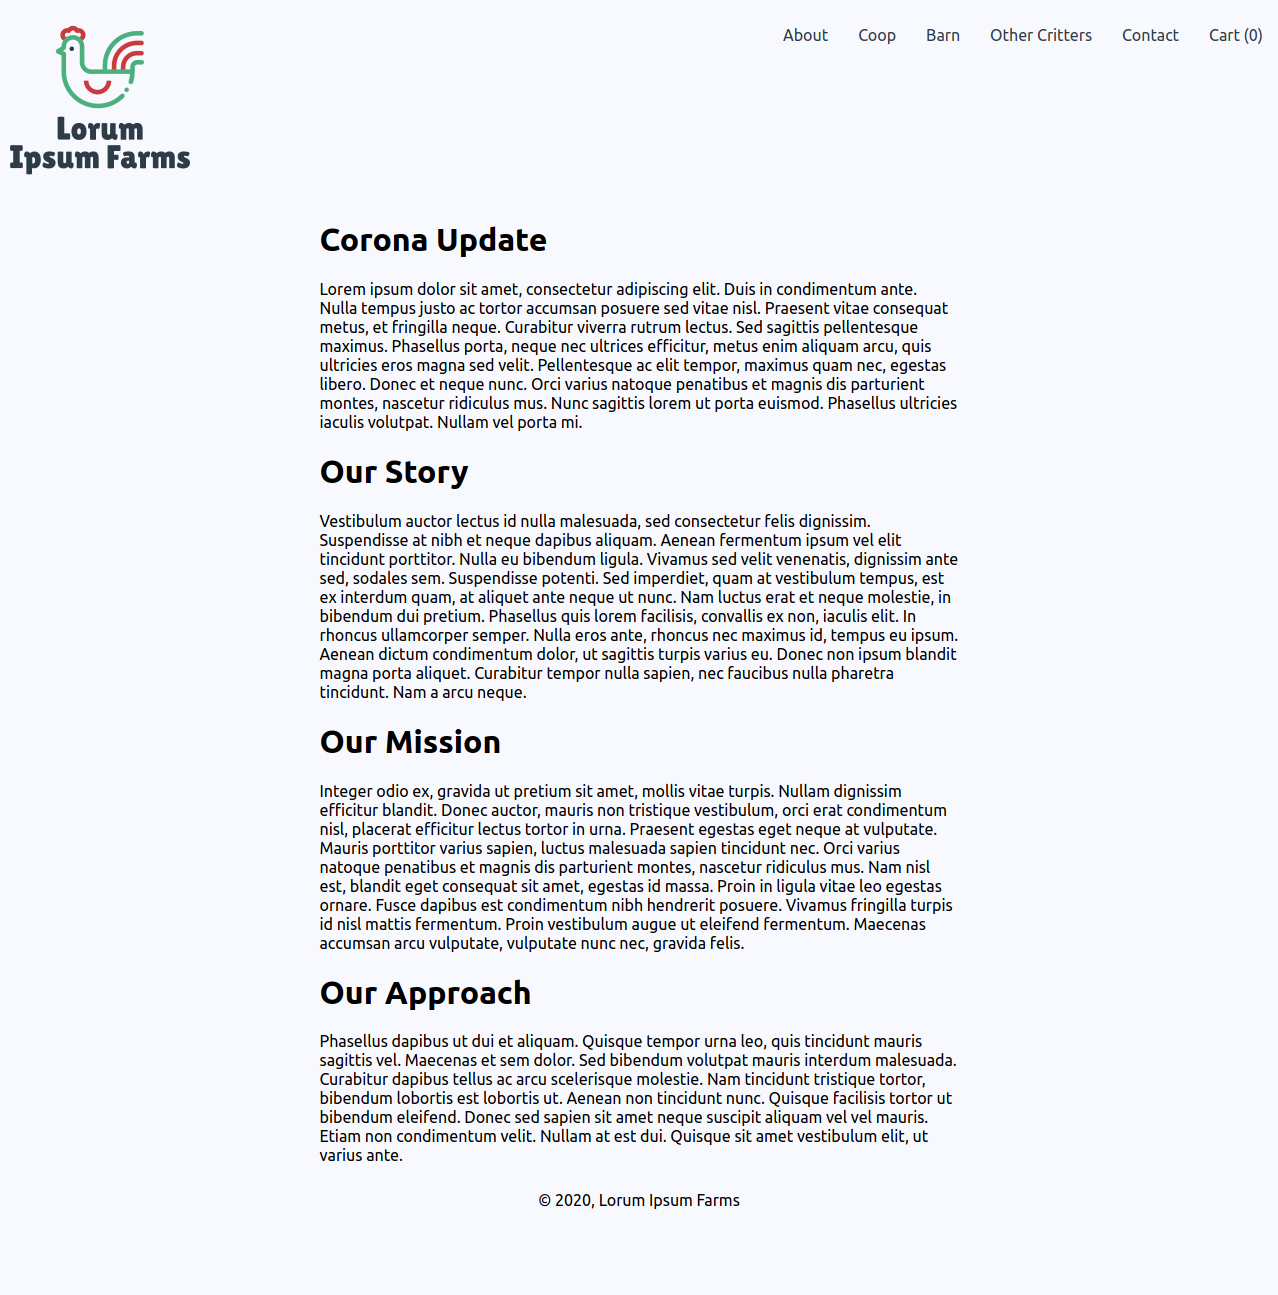 Lorum
Ipsum Farms
About
Coop
Barn
Other Critters
Contact
Cart (0)
Corona Update
Lorem ipsum dolor sit amet, consectetur adipiscing elit. Duis in condimentum ante.
Nulla tempus justo ac tortor accumsan posuere sed vitae nisl. Praesent vitae consequat
metus, et fringilla neque. Curabitur viverra rutrum lectus. Sed sagittis pellentesque
maximus. Phasellus porta, neque nec ultrices efficitur, metus enim aliquam arcu, quis
ultricies eros magna sed velit. Pellentesque ac elit tempor, maximus quam nec, egestas
libero. Donec et neque nunc. Orci varius natoque penatibus et magnis dis parturient
montes, nascetur ridiculus mus. Nunc sagittis lorem ut porta euismod. Phasellus ultricies
iaculis volutpat. Nullam vel porta mi.
Our Story
Vestibulum auctor lectus id nulla malesuada, sed consectetur felis dignissim.
Suspendisse at nibh et neque dapibus aliquam. Aenean fermentum ipsum vel elit
tincidunt porttitor. Nulla eu bibendum ligula. Vivamus sed velit venenatis, dignissim ante
sed, sodales sem. Suspendisse potenti. Sed imperdiet, quam at vestibulum tempus, est
ex interdum quam, at aliquet ante neque ut nunc. Nam luctus erat et neque molestie, in
bibendum dui pretium. Phasellus quis lorem facilisis, convallis ex non, iaculis elit. In
rhoncus ullamcorper semper. Nulla eros ante, rhoncus nec maximus id, tempus eu ipsum.
Aenean dictum condimentum dolor, ut sagittis turpis varius eu. Donec non ipsum blandit
magna porta aliquet. Curabitur tempor nulla sapien, nec faucibus nulla pharetra
tincidunt. Nam a arcu neque.
Our Mission
Integer odio ex, gravida ut pretium sit amet, mollis vitae turpis. Nullam dignissim
efficitur blandit. Donec auctor, mauris non tristique vestibulum, orci erat condimentum
nisl, placerat efficitur lectus tortor in urna. Praesent egestas eget neque at vulputate.
Mauris porttitor varius sapien, luctus malesuada sapien tincidunt nec. Orci varius
natoque penatibus et magnis dis parturient montes, nascetur ridiculus mus. Nam nisl
est, blandit eget consequat sit amet, egestas id massa. Proin in ligula vitae leo egestas
ornare. Fusce dapibus est condimentum nibh hendrerit posuere. Vivamus fringilla turpis
id nisl mattis fermentum. Proin vestibulum augue ut eleifend fermentum. Maecenas
accumsan arcu vulputate, vulputate nunc nec, gravida felis.
Our Approach
Phasellus dapibus ut dui et aliquam. Quisque tempor urna leo, quis tincidunt mauris
sagittis vel. Maecenas et sem dolor. Sed bibendum volutpat mauris interdum malesuada.
Curabitur dapibus tellus ac arcu scelerisque molestie. Nam tincidunt tristique tortor,
bibendum lobortis est lobortis ut. Aenean non tincidunt nunc. Quisque facilisis tortor ut
bibendum eleifend. Donec sed sapien sit amet neque suscipit aliquam vel vel mauris.
Etiam non condimentum velit. Nullam at est dui. Quisque sit amet vestibulum elit, ut
varius ante.
© 2020, Lorum Ipsum Farms